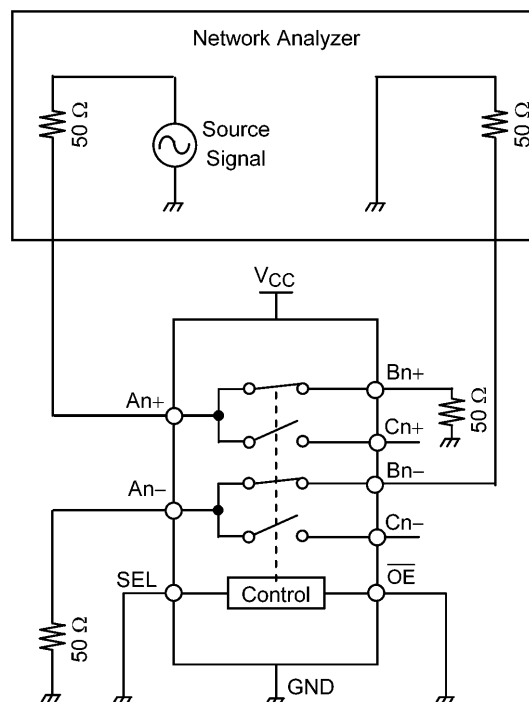 Network Analyzer
50 Ω
Source
Signal
50 Ω
VCC
An+
Bn+
50 Ω
Cn+
An−
Bn−
Cn−
SEL
Control
OE
50 Ω
GND